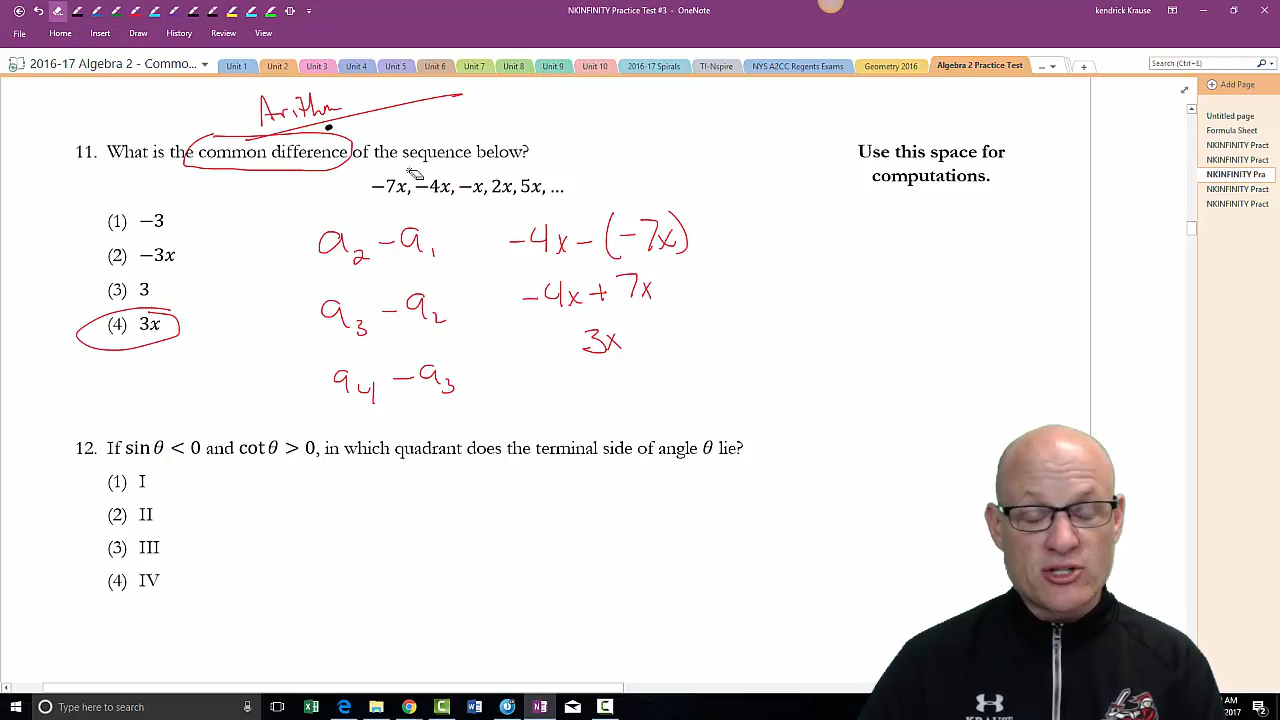 NKINFINITY Practice Test #3 - OneNote
kendrick Krause
File Home Insert Draw History Review View
2016-17 Algebra 2 - Commo...
Unit 1 Unit 2 Unit 3 Unit 4 Unit 5 Unit 6 Unit 7 Unit 8 Unit 9 Unit 10 2016-17 Spirals TI-Nspire NYS A2CC Regents Exams Geometry 2016 Algebra 2 Practice Test
Search (Ctrl+E)
Add Page
Untitled page
Formula Sheet
NKINFINITY Pract
NKINFINITY Pract
NKINFINITY Pra
NKINFINITY Pract
NKINFINITY Pract
Arithm
11. What is the common difference of the sequence below?
−7x, −4x, −x, 2x, 5x, ...
Use this space for
computations.
(1) −3
(2) −3x
(3) 3
(4) 3x
a₂ − a₁
a₃ − a₂
a₄ − a₃
−4x − (−7x)
−4x + 7x
3x
12. If sin θ < 0 and cot θ > 0, in which quadrant does the terminal side of angle θ lie?
(1) I
(2) II
(3) III
(4) IV
Type here to search
2017